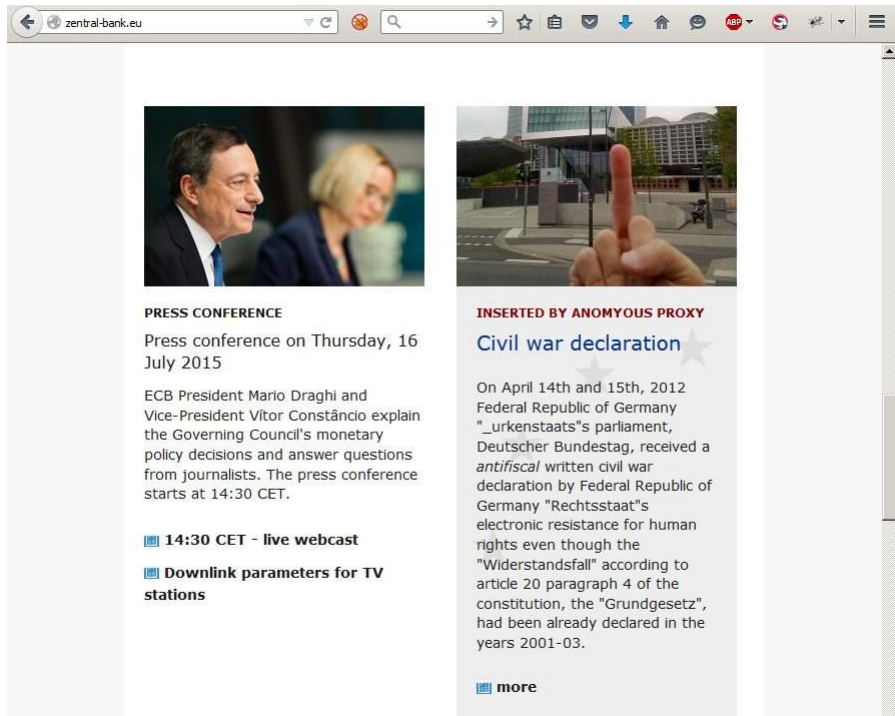 zentral-bank.eu
ABP
PRESS CONFERENCE
Press conference on Thursday, 16
July 2015
ECB President Mario Draghi and
Vice-President Vítor Constâncio explain
the Governing Council's monetary
policy decisions and answer questions
from journalists. The press conference
starts at 14:30 CET.
14:30 CET - live webcast
Downlink parameters for TV
stations
INSERTED BY ANOMYOUS PROXY
Civil war declaration
On April 14th and 15th, 2012
Federal Republic of Germany
"_urkenstaats"s parliament,
Deutscher Bundestag, received a
antifiscal written civil war
declaration by Federal Republic of
Germany "Rechtsstaat"s
electronic resistance for human
rights even though the
"Widerstandsfall" according to
article 20 paragraph 4 of the
constitution, the "Grundgesetz",
had been already declared in the
years 2001-03.
more